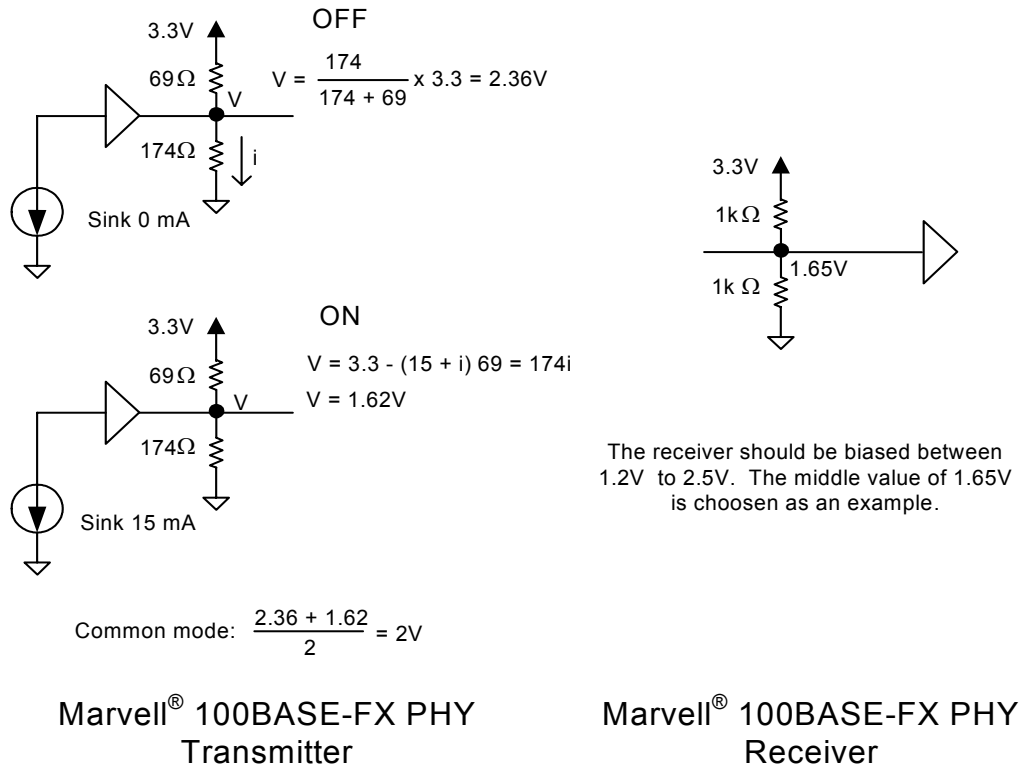 OFF
3.3V
69Ω
V
V = 174 / 174 + 69 x 3.3 = 2.36V
174Ω
i
Sink 0 mA
ON
3.3V
69Ω
V
V = 3.3 - (15 + i) 69 = 174i
V = 1.62V
174Ω
Sink 15 mA
Common mode: 2.36 + 1.62 / 2 = 2V
Marvell® 100BASE-FX PHY
Transmitter
3.3V
1kΩ
1.65V
1k Ω
The receiver should be biased between
1.2V to 2.5V. The middle value of 1.65V
is choosen as an example.
Marvell® 100BASE-FX PHY
Receiver